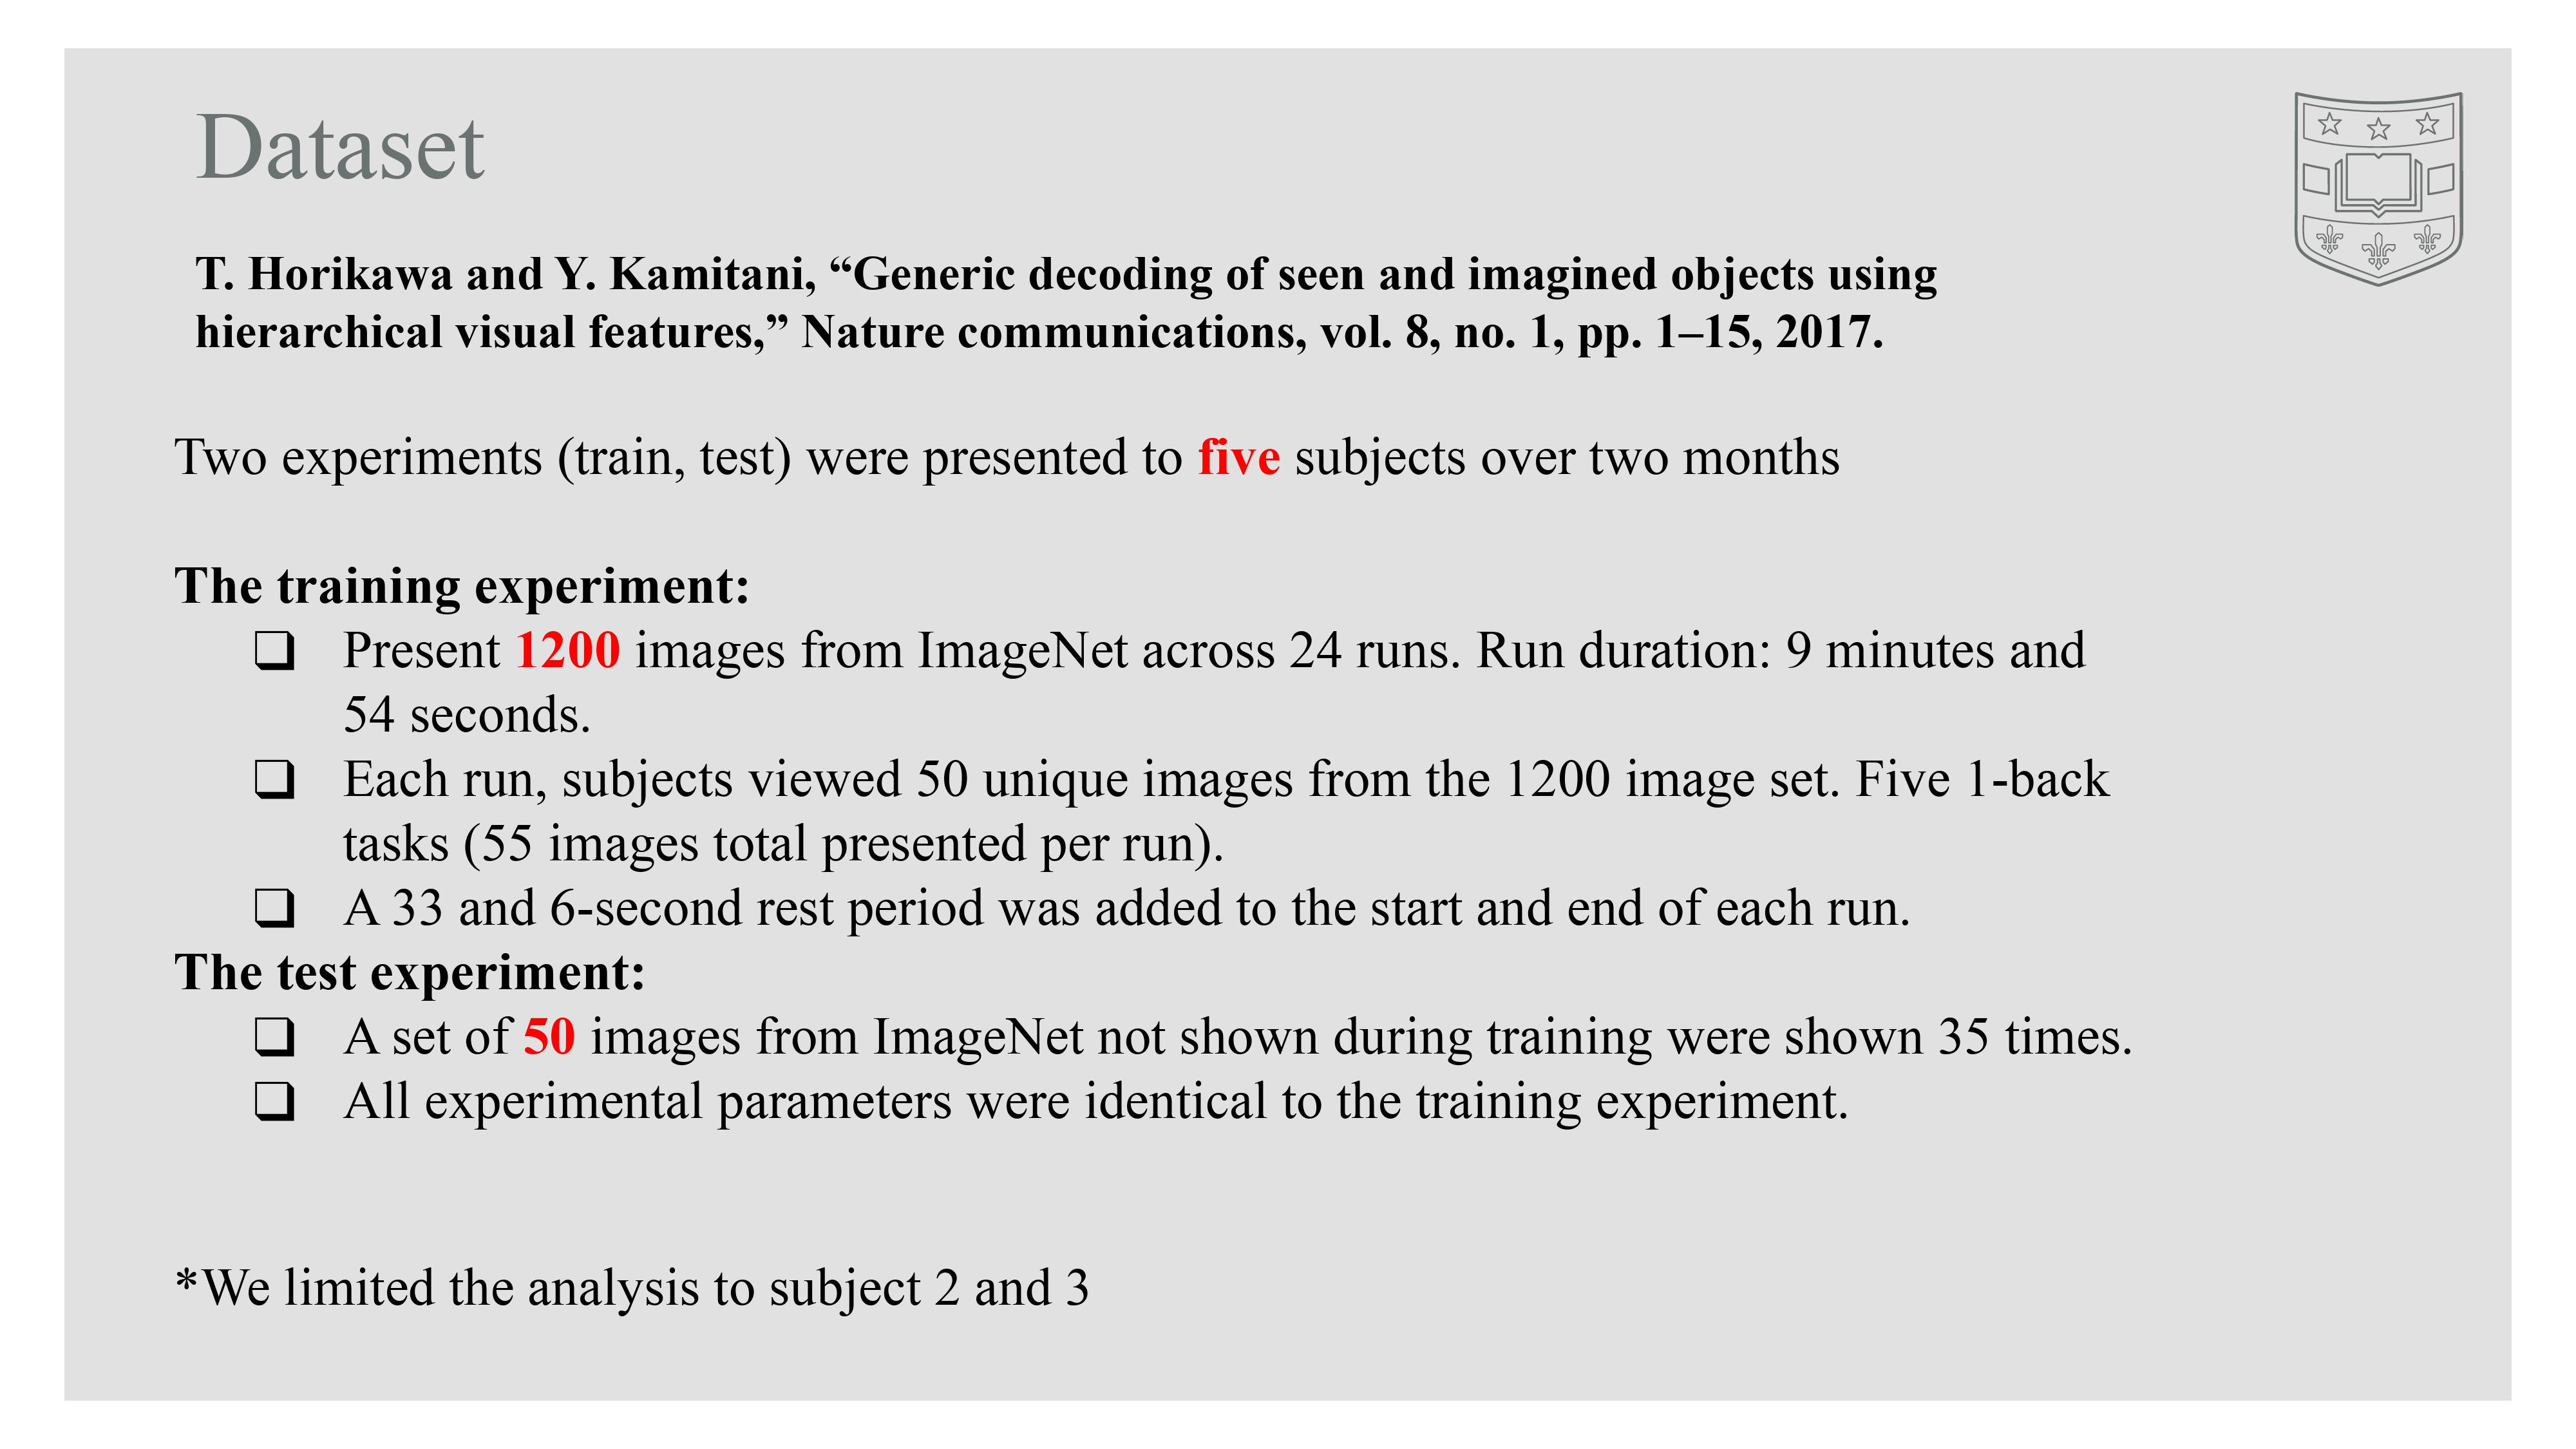 Dataset
T. Horikawa and Y. Kamitani, “Generic decoding of seen and imagined objects using
hierarchical visual features,” Nature communications, vol. 8, no. 1, pp. 1–15, 2017.
Two experiments (train, test) were presented to five subjects over two months
The training experiment:
❑ Present 1200 images from ImageNet across 24 runs. Run duration: 9 minutes and
54 seconds.
❑ Each run, subjects viewed 50 unique images from the 1200 image set. Five 1-back
tasks (55 images total presented per run).
❑ A 33 and 6-second rest period was added to the start and end of each run.
The test experiment:
❑ A set of 50 images from ImageNet not shown during training were shown 35 times.
❑ All experimental parameters were identical to the training experiment.
*We limited the analysis to subject 2 and 3